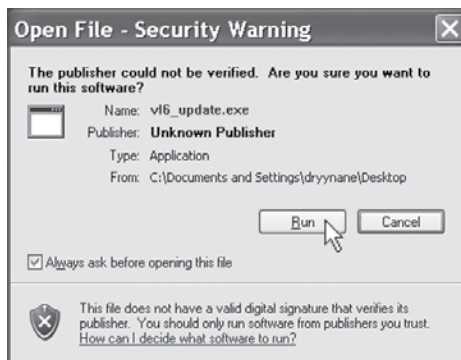 Open File - Security Warning
The publisher could not be verified. Are you sure you want to
run this software?
Name: vl6_update.exe
Publisher: Unknown Publisher
Type: Application
From: C:\Documents and Settings\dryynane\Desktop
Run
Cancel
Always ask before opening this file
This file does not have a valid digital signature that verifies its
publisher. You should only run software from publishers you trust.
How can I decide what software to run?